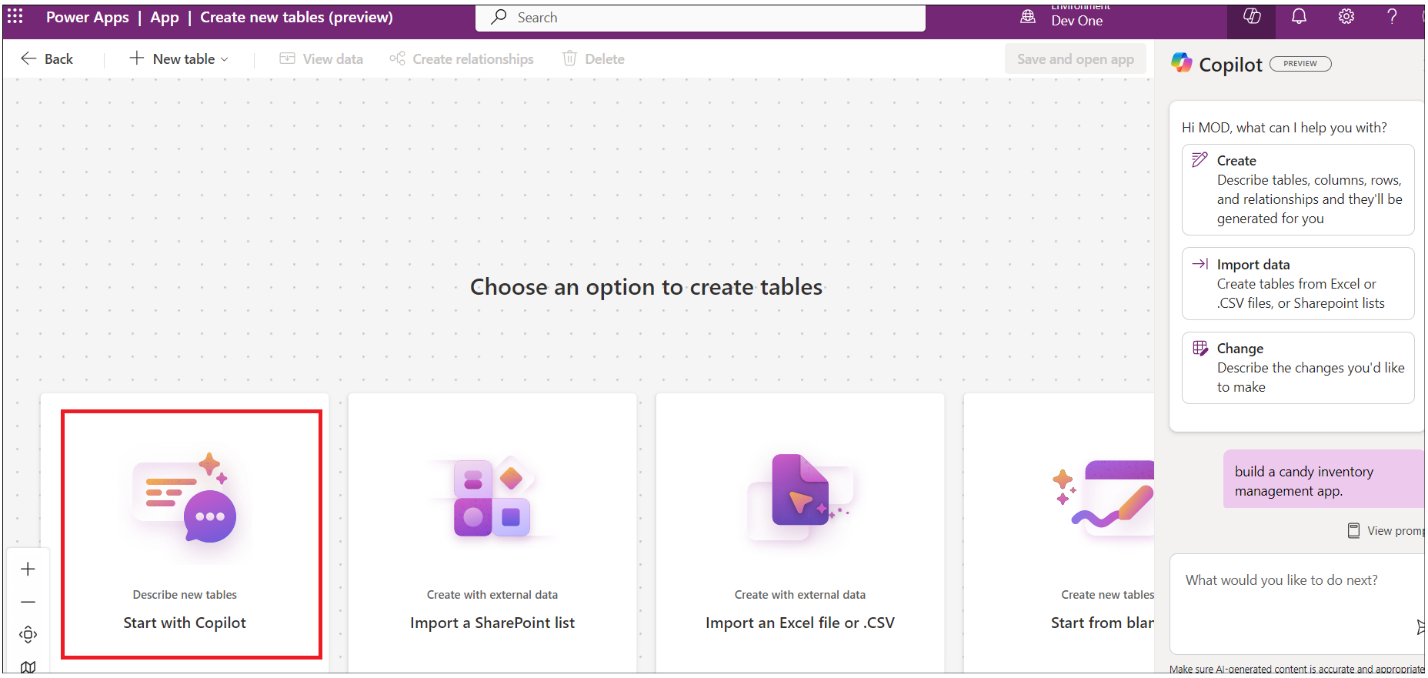 Power Apps | App | Create new tables (preview)
Search
Environment
Dev One
?
Back
New table
View data
Create relationships
Delete
Save and open app
Copilot
PREVIEW
Hi MOD, what can I help you with?
Create
Describe tables, columns, rows,
and relationships and they'll be
generated for you
Import data
Create tables from Excel or
.CSV files, or Sharepoint lists
Change
Describe the changes you'd like
to make
build a candy inventory
management app.
View promp
What would you like to do next?
Make sure AI-generated content is accurate and appropriate
Choose an option to create tables
Describe new tables
Start with Copilot
Create with external data
Import a SharePoint list
Create with external data
Import an Excel file or .CSV
Create new tables
Start from blan